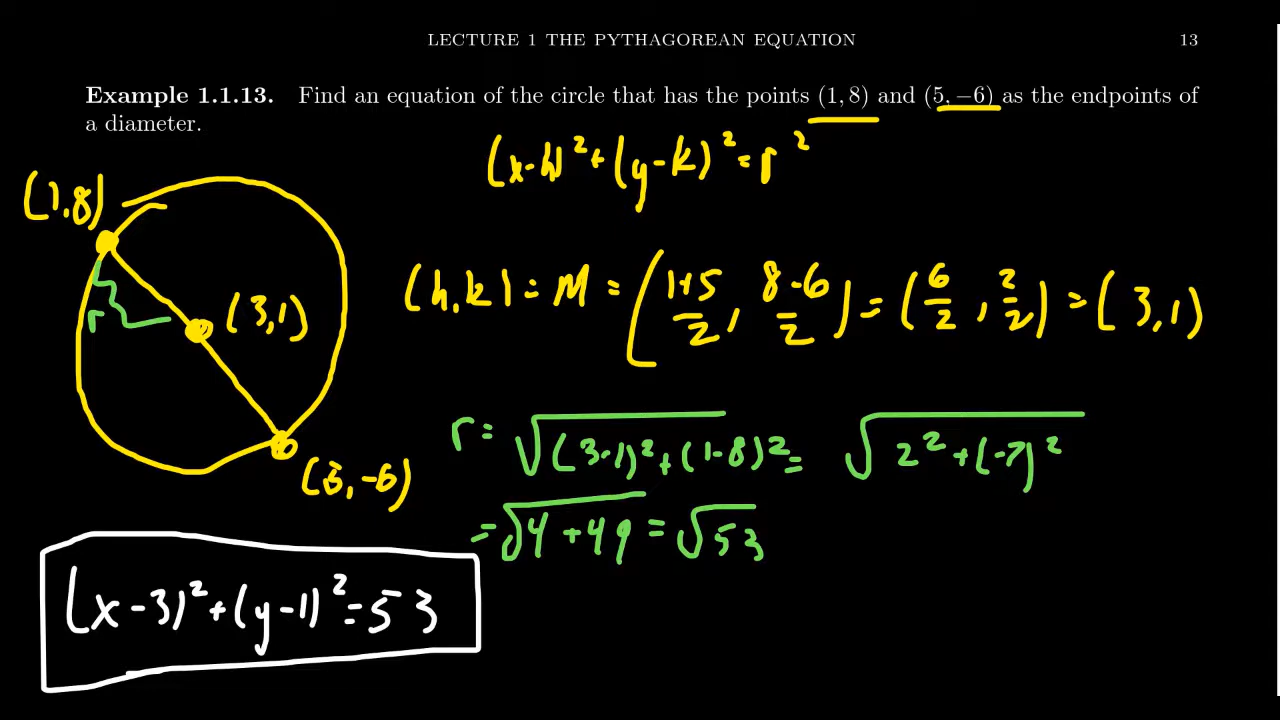 LECTURE 1 THE PYTHAGOREAN EQUATION 13
Example 1.1.13. Find an equation of the circle that has the points (1, 8) and (5, −6) as the endpoints of
a diameter.
(x-h)²+(y-k)²=r²
(1,8)
(h,k)=M=(1+5/2, 8-6/2)=(6/2, 2/2)=(3,1)
r
(3,1)
(5,-6)
r=√(3-1)²+(1-8)²=√2²+(-7)²
=√4+49=√53
(x-3)²+(y-1)²=53